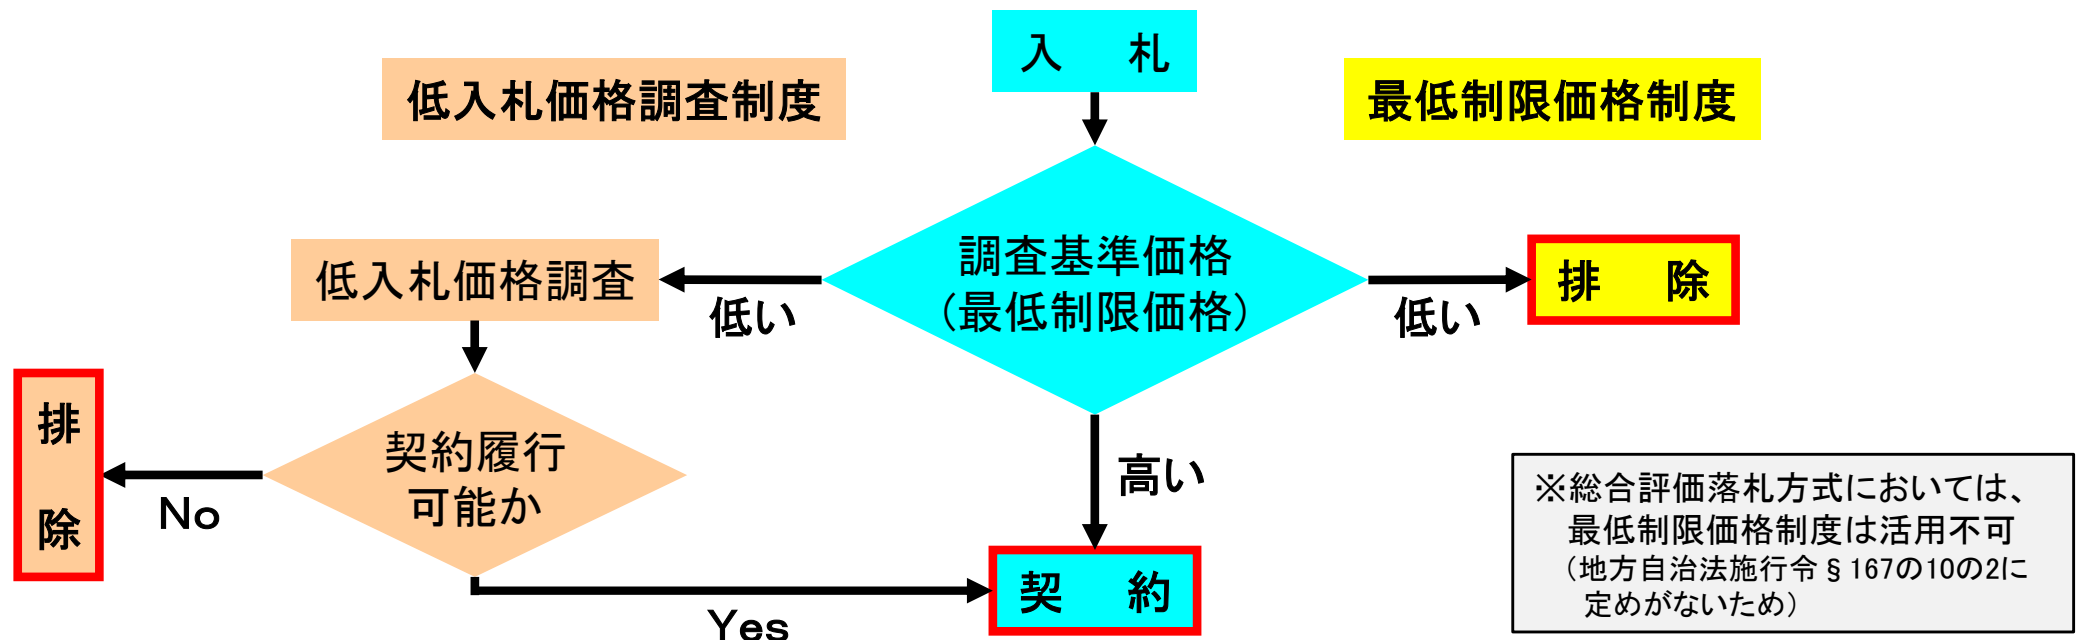 入　札
低入札価格調査制度
最低制限価格制度
調査基準価格
（最低制限価格）
低入札価格調査
低い
低い
排　除
契約履行
可能か
排
除
No
高い
Yes
契　約
※総合評価落札方式においては、
最低制限価格制度は活用不可
（地方自治法施行令§167の10の2に
定めがないため）